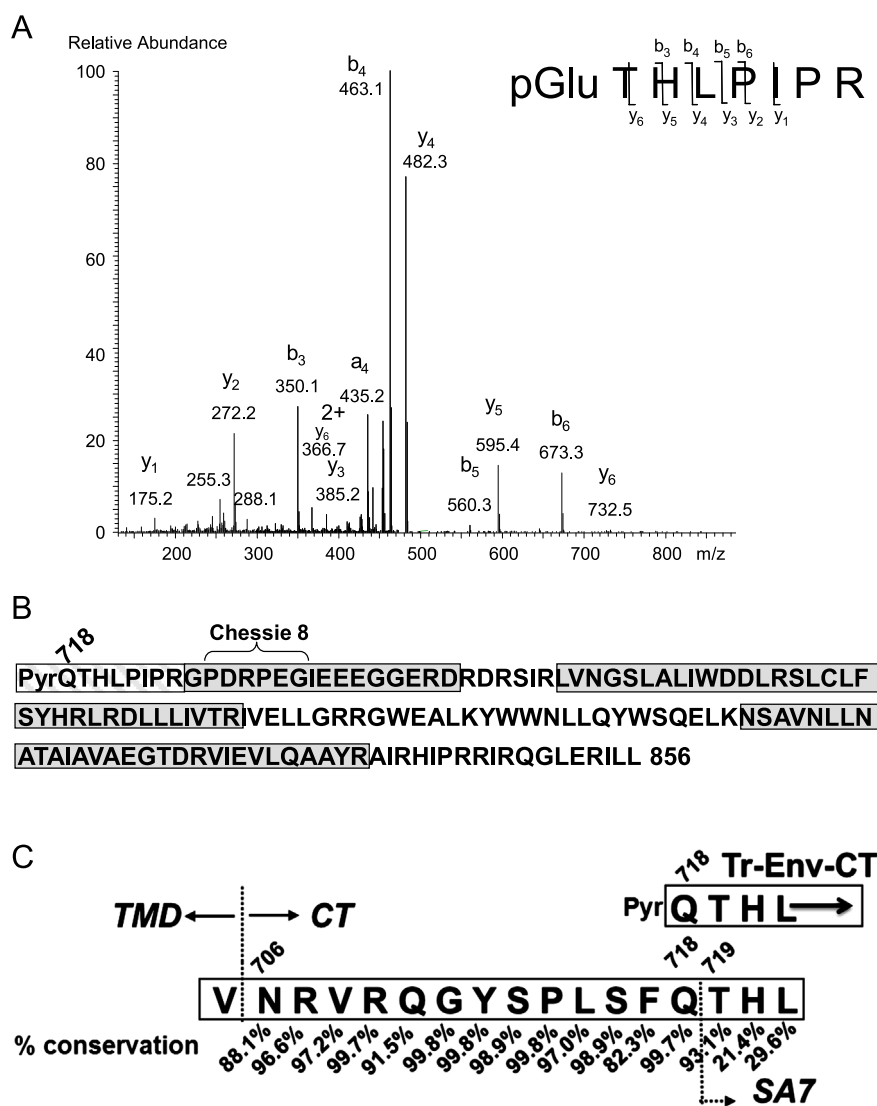 A
Relative Abundance
100
80
60
40
20
0
200 300 400 500 600 700 800 m/z
y1
175.2
255.3
y2
272.2
288.1
b3
350.1
2+
y6
366.7
y3
385.2
a4
435.2
b4
463.1
y4
482.3
b5
560.3
y5
595.4
b6
673.3
y6
732.5
b3 b4 b5 b6
pGlu T H L P I P R
y6 y5 y4 y3 y2 y1
B
718
Chessie 8
PyrQTHLPIPRGPDRPEGIEEEGGERDRDRSIRLVNGSLALIWDDLRSLCLF
SYHRLRDLLLIVTRIVELLGRRGWEALKYWWNLLQYWSQELKNSAVNLLN
ATAIAVAEGTDRVIEVLQAAYRAIRHIPRRIRQGLERILL 856
C
718 Tr-Env-CT
Pyr Q T H L
TMD CT
706 718 719
V N R V R Q G Y S P L S F Q T H L
% conservation 88.1% 96.6% 97.2% 99.7% 91.5% 99.8% 99.8% 98.9% 99.8% 97.0% 98.9% 82.3% 99.7% 93.1% 21.4% 29.6%
SA7